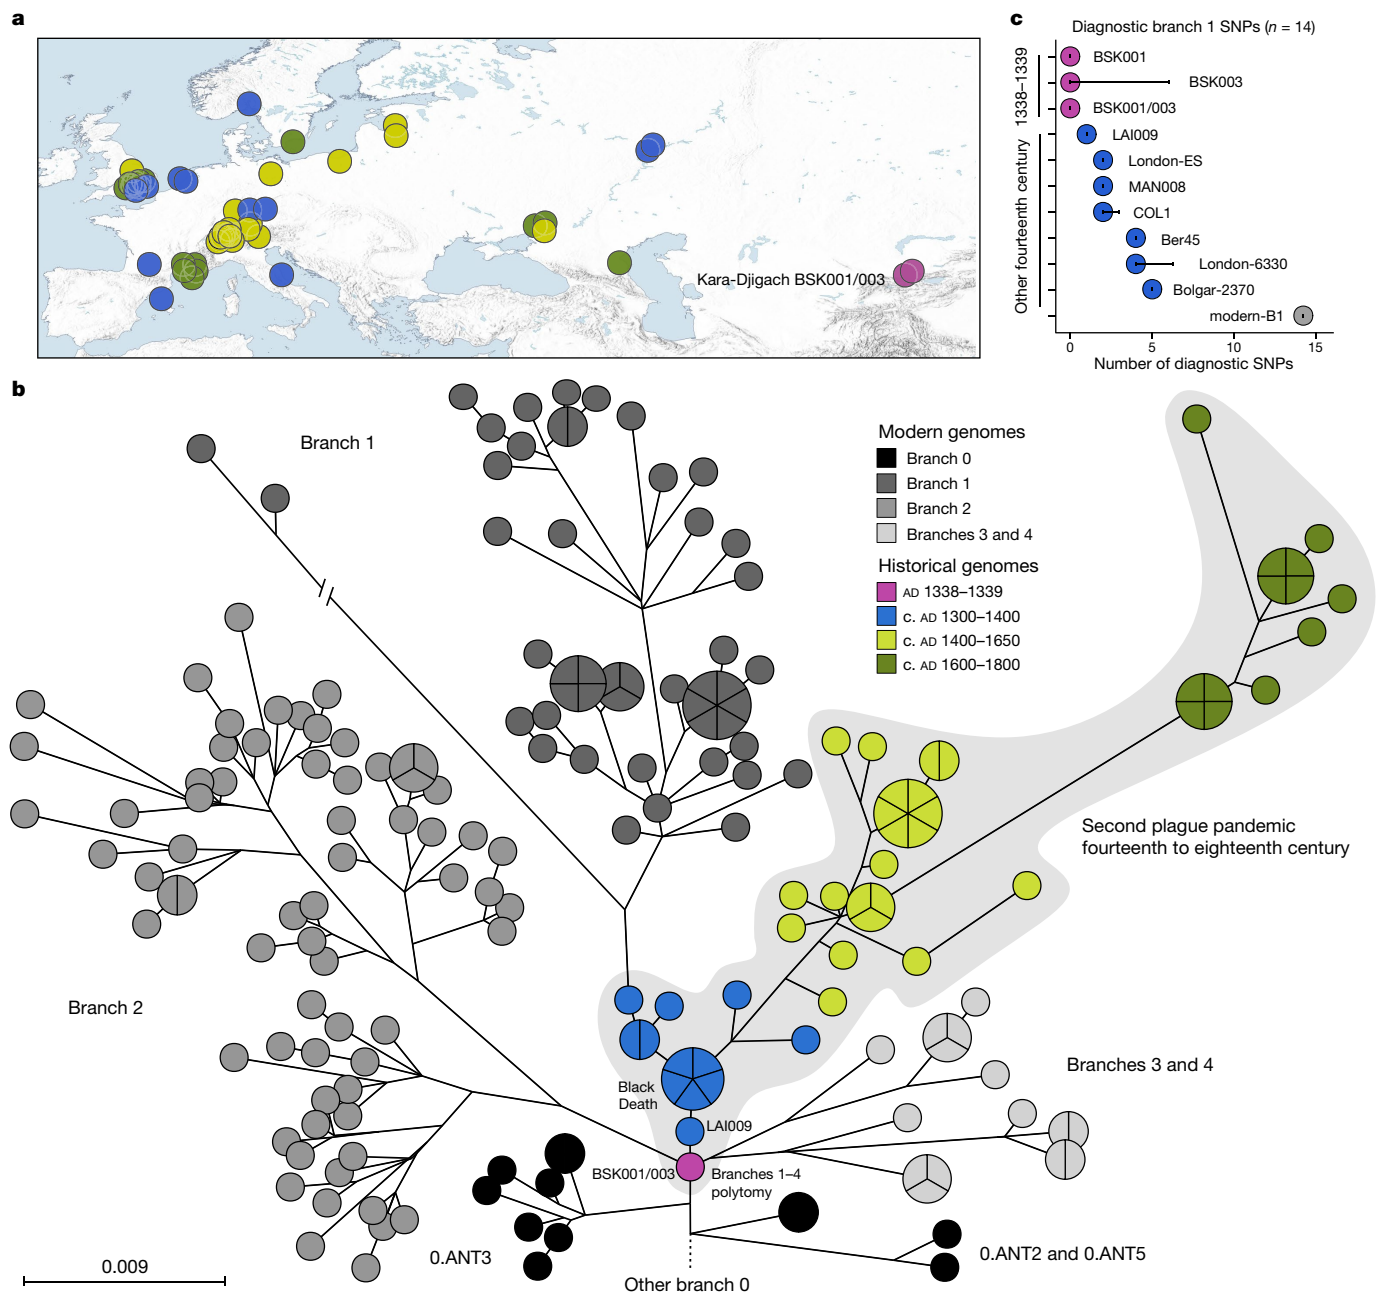 a
Kara-Djigach BSK001/003
c
Diagnostic branch 1 SNPs (n = 14)
1338–1339
Other fourteenth century
BSK001
BSK003
BSK001/003
LAI009
London-ES
MAN008
COL1
Ber45
London-6330
Bolgar-2370
modern-B1
0 5 10 15
Number of diagnostic SNPs
b
Branch 1
Modern genomes
Branch 0
Branch 1
Branch 2
Branches 3 and 4
Historical genomes
AD 1338–1339
c. AD 1300–1400
c. AD 1400–1650
c. AD 1600–1800
Second plague pandemic
fourteenth to eighteenth century
Branch 2
Branches 3 and 4
Black
Death
LAI009
BSK001/003
Branches 1–4
polytomy
0.ANT3
0.ANT2 and 0.ANT5
Other branch 0
0.009